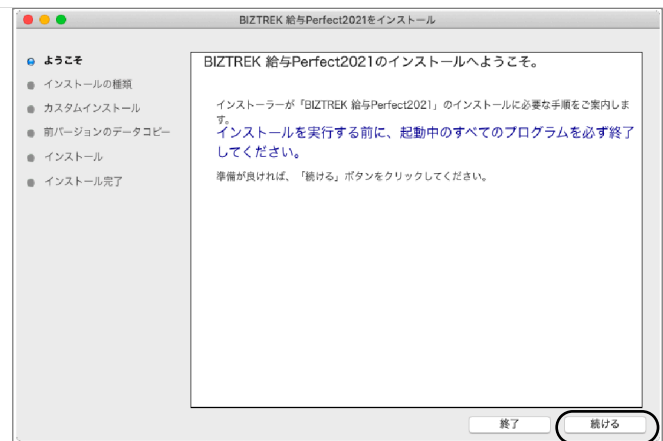 BIZTREK 給与Perfect2021をインストール
ようこそ
インストールの種類
カスタムインストール
前バージョンのデータコピー
インストール
インストール完了
BIZTREK 給与Perfect2021のインストールへようこそ。
インストーラーが「BIZTREK 給与Perfect2021」のインストールに必要な手順をご案内しま
す。
インストールを実行する前に、起動中のすべてのプログラムを必ず終了
してください。
準備が良ければ、「続ける」ボタンをクリックしてください。
終了
続ける